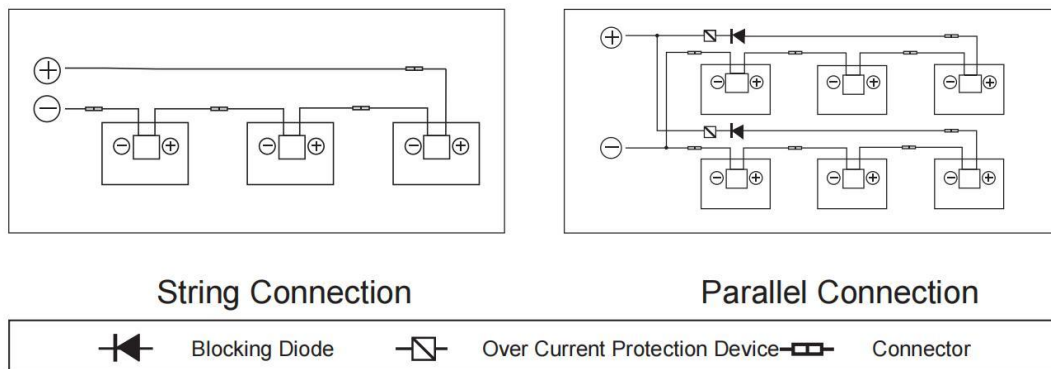 String Connection
Parallel Connection
Blocking Diode
Over Current Protection Device
Connector